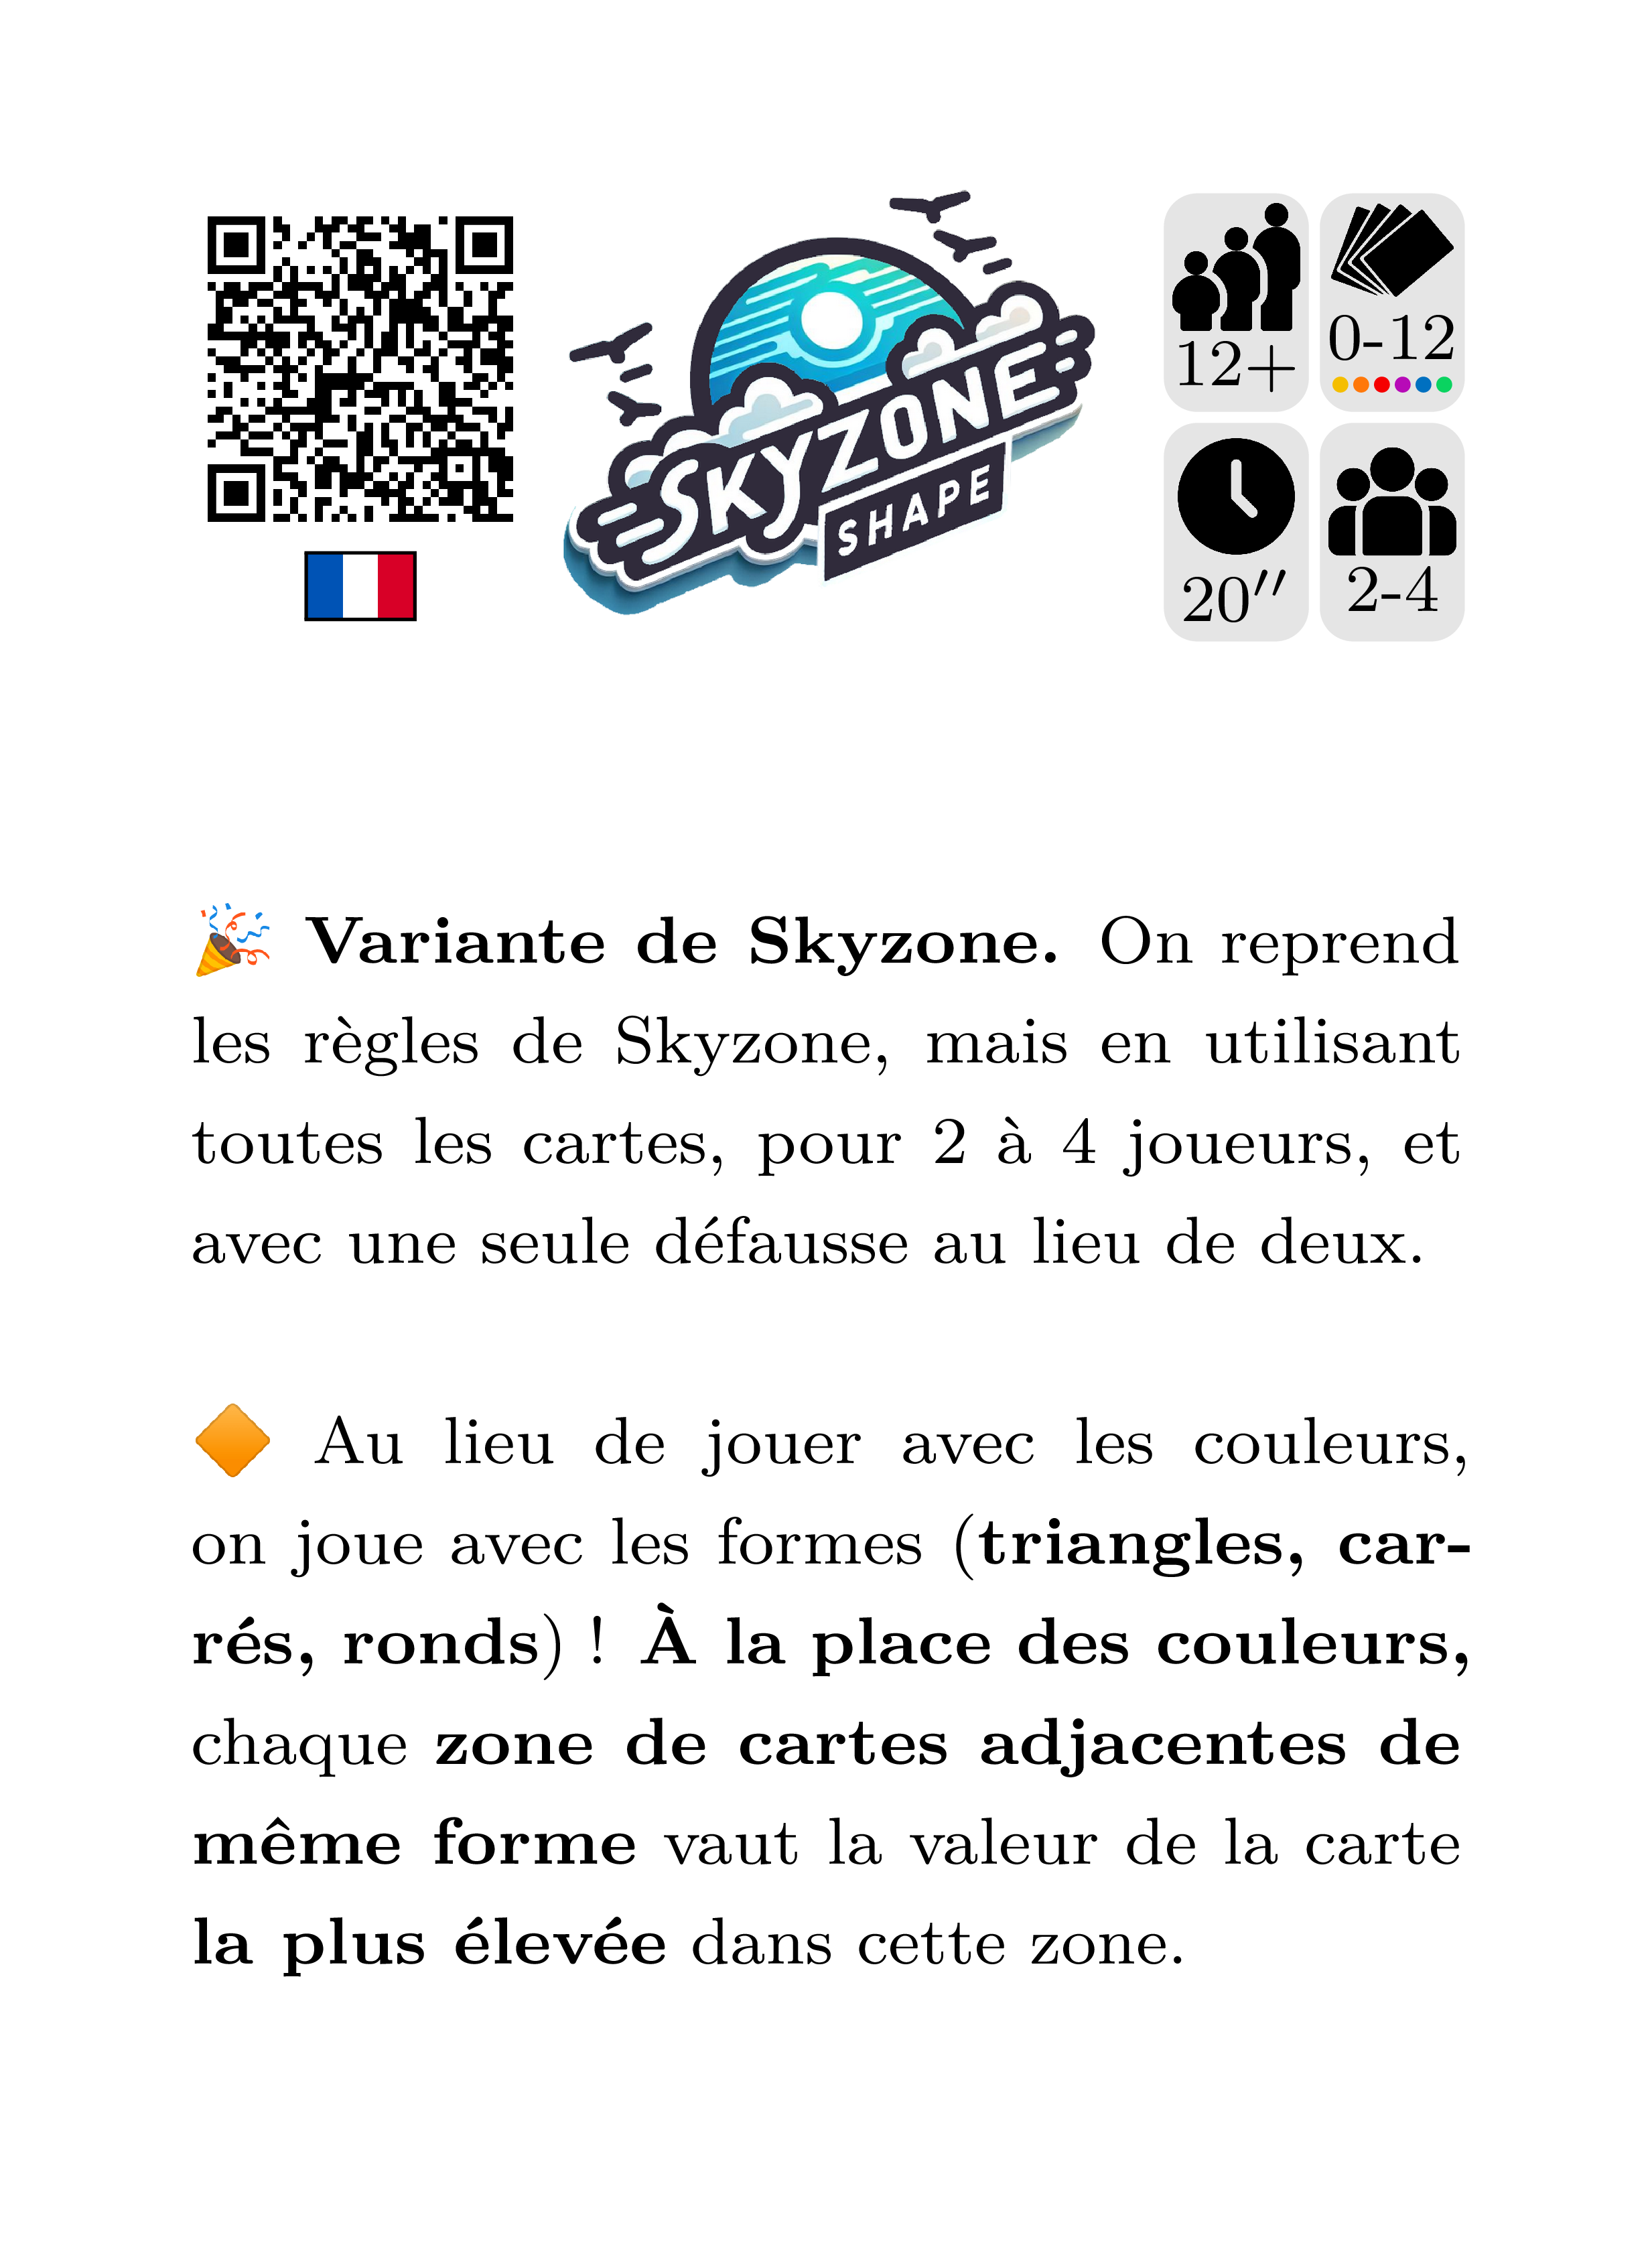 SKYZONE
SHAPE
12+
0-12
20′′
2-4
🎉 Variante de Skyzone. On reprend
les règles de Skyzone, mais en utilisant
toutes les cartes, pour 2 à 4 joueurs, et
avec une seule défausse au lieu de deux.
🔶 Au lieu de jouer avec les couleurs,
on joue avec les formes (triangles, car-
rés, ronds) ! À la place des couleurs,
chaque zone de cartes adjacentes de
même forme vaut la valeur de la carte
la plus élevée dans cette zone.